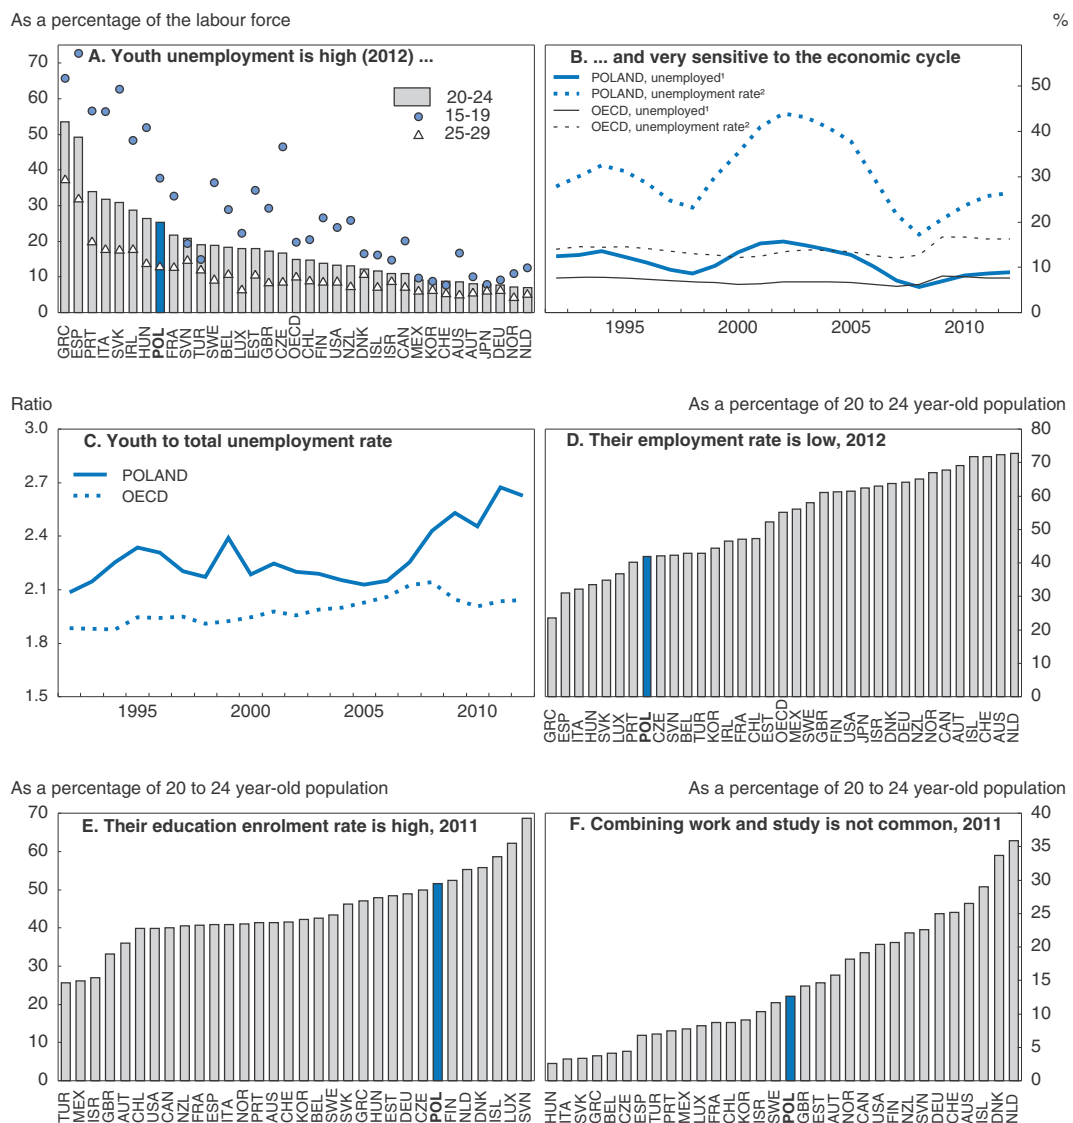 As a percentage of the labour force
%
A. Youth unemployment is high (2012) ...
70
60
50
40
30
20
10
0
20-24
15-19
25-29
GRC ESP PRT ITA SVK IRL HUN POL FRA SVN TUR SWE BEL LUX EST GBR CZE OECD CHL FIN USA NZL DNK ISL ISR CAN MEX KOR CHE AUS AUT JPN DEU NOR NLD
B. ... and very sensitive to the economic cycle
POLAND, unemployed¹
POLAND, unemployment rate²
OECD, unemployed¹
OECD, unemployment rate²
50
40
30
20
10
0
1995 2000 2005 2010
Ratio
C. Youth to total unemployment rate
3.0
2.7
2.4
2.1
1.8
1.5
POLAND
OECD
1995 2000 2005 2010
As a percentage of 20 to 24 year-old population
D. Their employment rate is low, 2012
80
70
60
50
40
30
20
10
0
GRC ESP ITA HUN SVK LUX PRT POL CZE SVN BEL TUR KOR IRL FRA CHL EST OECD MEX SWE GBR FIN USA JPN ISR DNK DEU NZL NOR CAN AUT ISL CHE AUS NLD
As a percentage of 20 to 24 year-old population
E. Their education enrolment rate is high, 2011
70
60
50
40
30
20
10
0
TUR MEX ISR GBR AUT CHL USA CAN NZL FRA ESP ITA NOR PRT AUS CHE KOR BEL SWE SVK GRC HUN EST DEU CZE POL FIN NLD DNK ISL LUX SVN
As a percentage of 20 to 24 year-old population
F. Combining work and study is not common, 2011
40
35
30
25
20
15
10
5
0
HUN ITA SVK GRC BEL CZE ESP TUR PRT MEX LUX FRA CHL KOR ISR SWE POL GBR EST AUT NOR CAN USA FIN NZL SVN DEU CHE AUS ISL DNK NLD